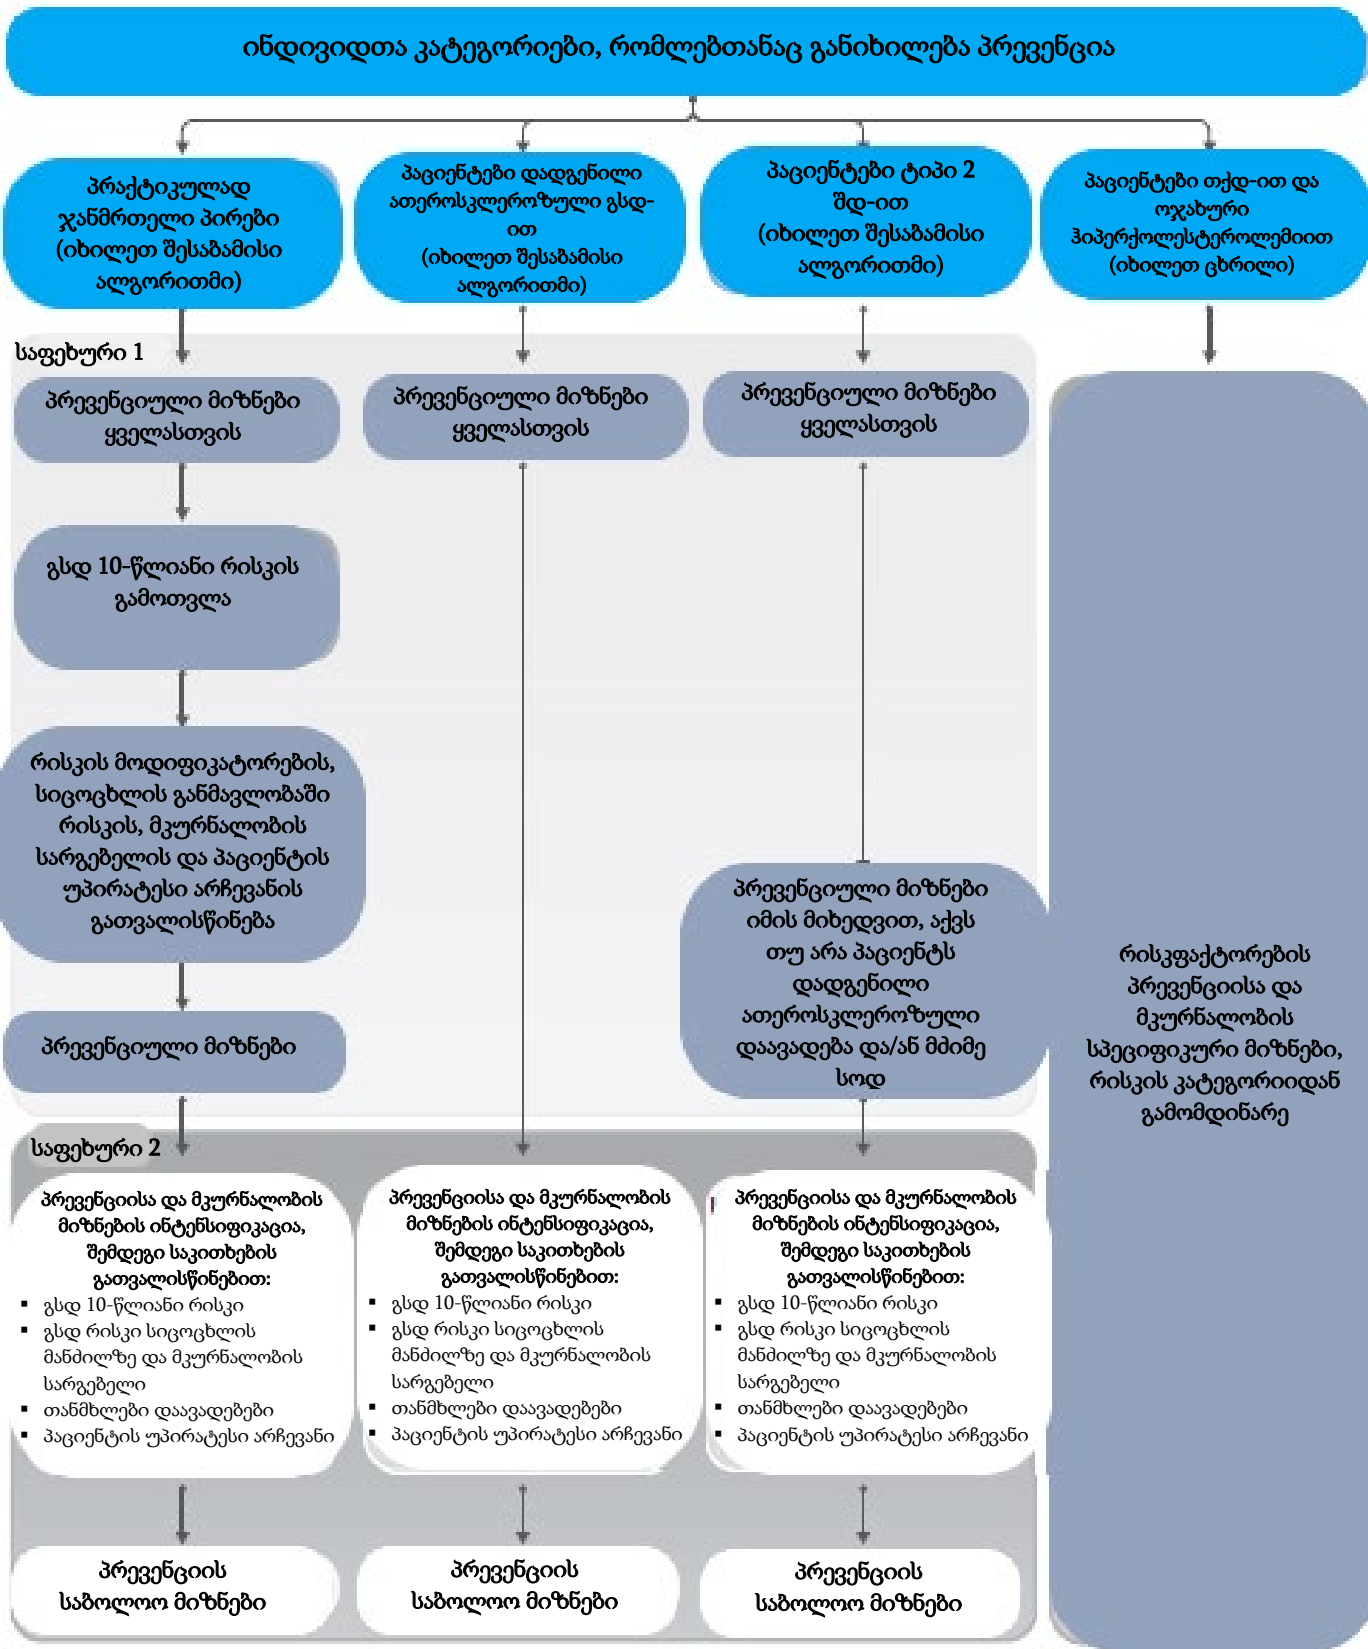 ინდივიდთა კატეგორიები, რომლებთანაც განიხილება პრევენცია
პრაქტიკულად
ჯანმრთელი პირები
(იხილეთ შესაბამისი
ალგორითმი)
პაციენტები დადგენილი
ათეროსკლეროზული გსდ-
ით
(იხილეთ შესაბამისი
ალგორითმი)
პაციენტები ტიპი 2
შდ-ით
(იხილეთ შესაბამისი
ალგორითმი)
პაციენტები თქდ-ით და
ოჯახური
ჰიპერქოლესტეროლემიით
(იხილეთ ცხრილი)
საფეხური 1
პრევენციული მიზნები
ყველასთვის
გსდ 10-წლიანი რისკის
გამოთვლა
რისკის მოდიფიკატორების,
სიცოცხლის განმავლობაში
რისკის, მკურნალობის
სარგებელის და პაციენტის
უპირატესი არჩევანის
გათვალისწინება
პრევენციული მიზნები
პრევენციული მიზნები
ყველასთვის
პრევენციული მიზნები
ყველასთვის
პრევენციული მიზნები
იმის მიხედვით, აქვს
თუ არა პაციენტს
დადგენილი
ათეროსკლეროზული
დაავადება და/ან მძიმე
სოდ
რისკფაქტორების
პრევენციისა და
მკურნალობის
სპეციფიკური მიზნები,
რისკის კატეგორიიდან
გამომდინარე
საფეხური 2
პრევენციისა და მკურნალობის
მიზნების ინტენსიფიკაცია,
შემდეგი საკითხების
გათვალისწინებით:
▪ გსდ 10-წლიანი რისკი
▪ გსდ რისკი სიცოცხლის
მანძილზე და მკურნალობის
სარგებელი
▪ თანმხლები დაავადებები
▪ პაციენტის უპირატესი არჩევანი
პრევენციისა და მკურნალობის
მიზნების ინტენსიფიკაცია,
შემდეგი საკითხების
გათვალისწინებით:
▪ გსდ 10-წლიანი რისკი
▪ გსდ რისკი სიცოცხლის
მანძილზე და მკურნალობის
სარგებელი
▪ თანმხლები დაავადებები
▪ პაციენტის უპირატესი არჩევანი
პრევენციისა და მკურნალობის
მიზნების ინტენსიფიკაცია,
შემდეგი საკითხების
გათვალისწინებით:
▪ გსდ 10-წლიანი რისკი
▪ გსდ რისკი სიცოცხლის
მანძილზე და მკურნალობის
სარგებელი
▪ თანმხლები დაავადებები
▪ პაციენტის უპირატესი არჩევანი
პრევენციის
საბოლოო მიზნები
პრევენციის
საბოლოო მიზნები
პრევენციის
საბოლოო მიზნები